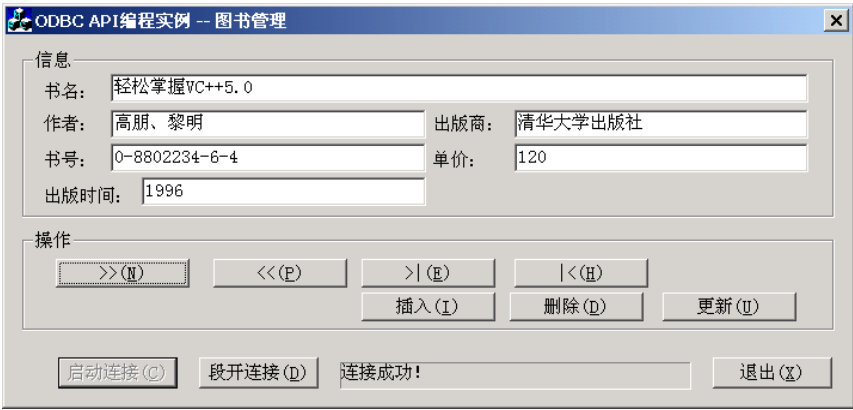 ODBC API编程实例 -- 图书管理
信息
书名： 轻松掌握VC++5.0
作者： 高朋、黎明 出版商： 清华大学出版社
书号： 0-8802234-6-4 单价： 120
出版时间： 1996
操作
>>(N) <<(P) >|(E) |<(H)
插入(I) 删除(D) 更新(U)
启动连接(C) 段开连接(D) 连接成功! 退出(X)